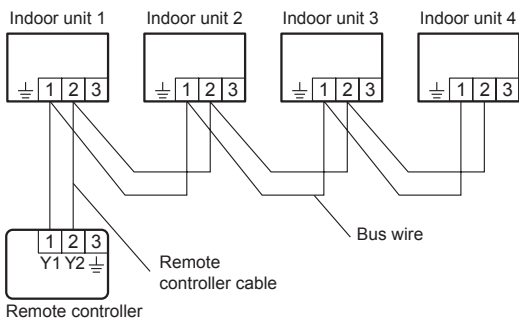 Indoor unit 1 Indoor unit 2 Indoor unit 3 Indoor unit 4
1 2 3 1 2 3 1 2 3 1 2 3
Bus wire
1 2 3
Y1 Y2
Remote
controller cable
Remote controller